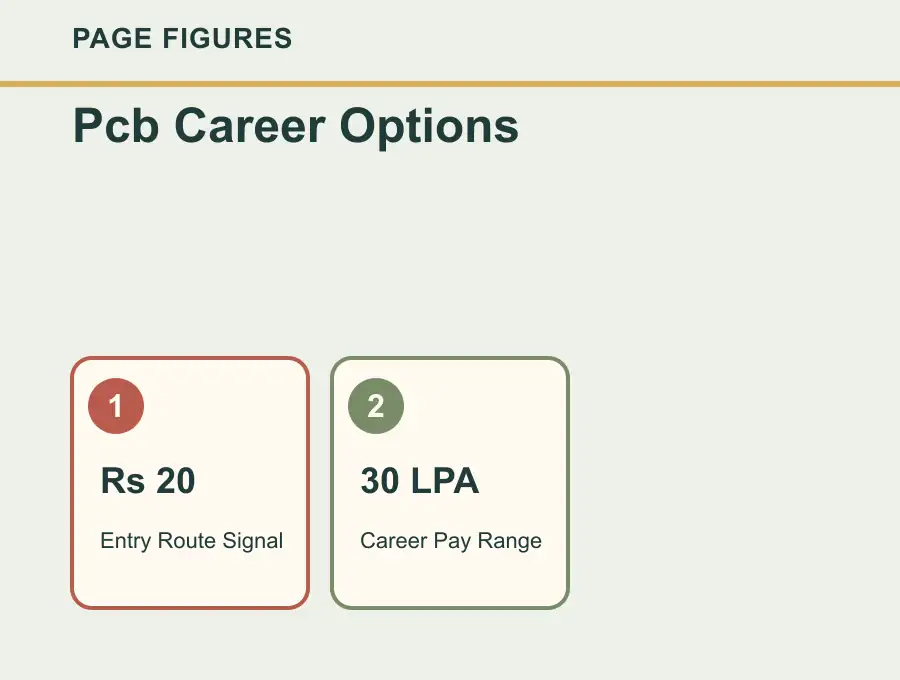 PAGE FIGURES
Pcb Career Options
1
Rs 20
Entry Route Signal
2
30 LPA
Career Pay Range